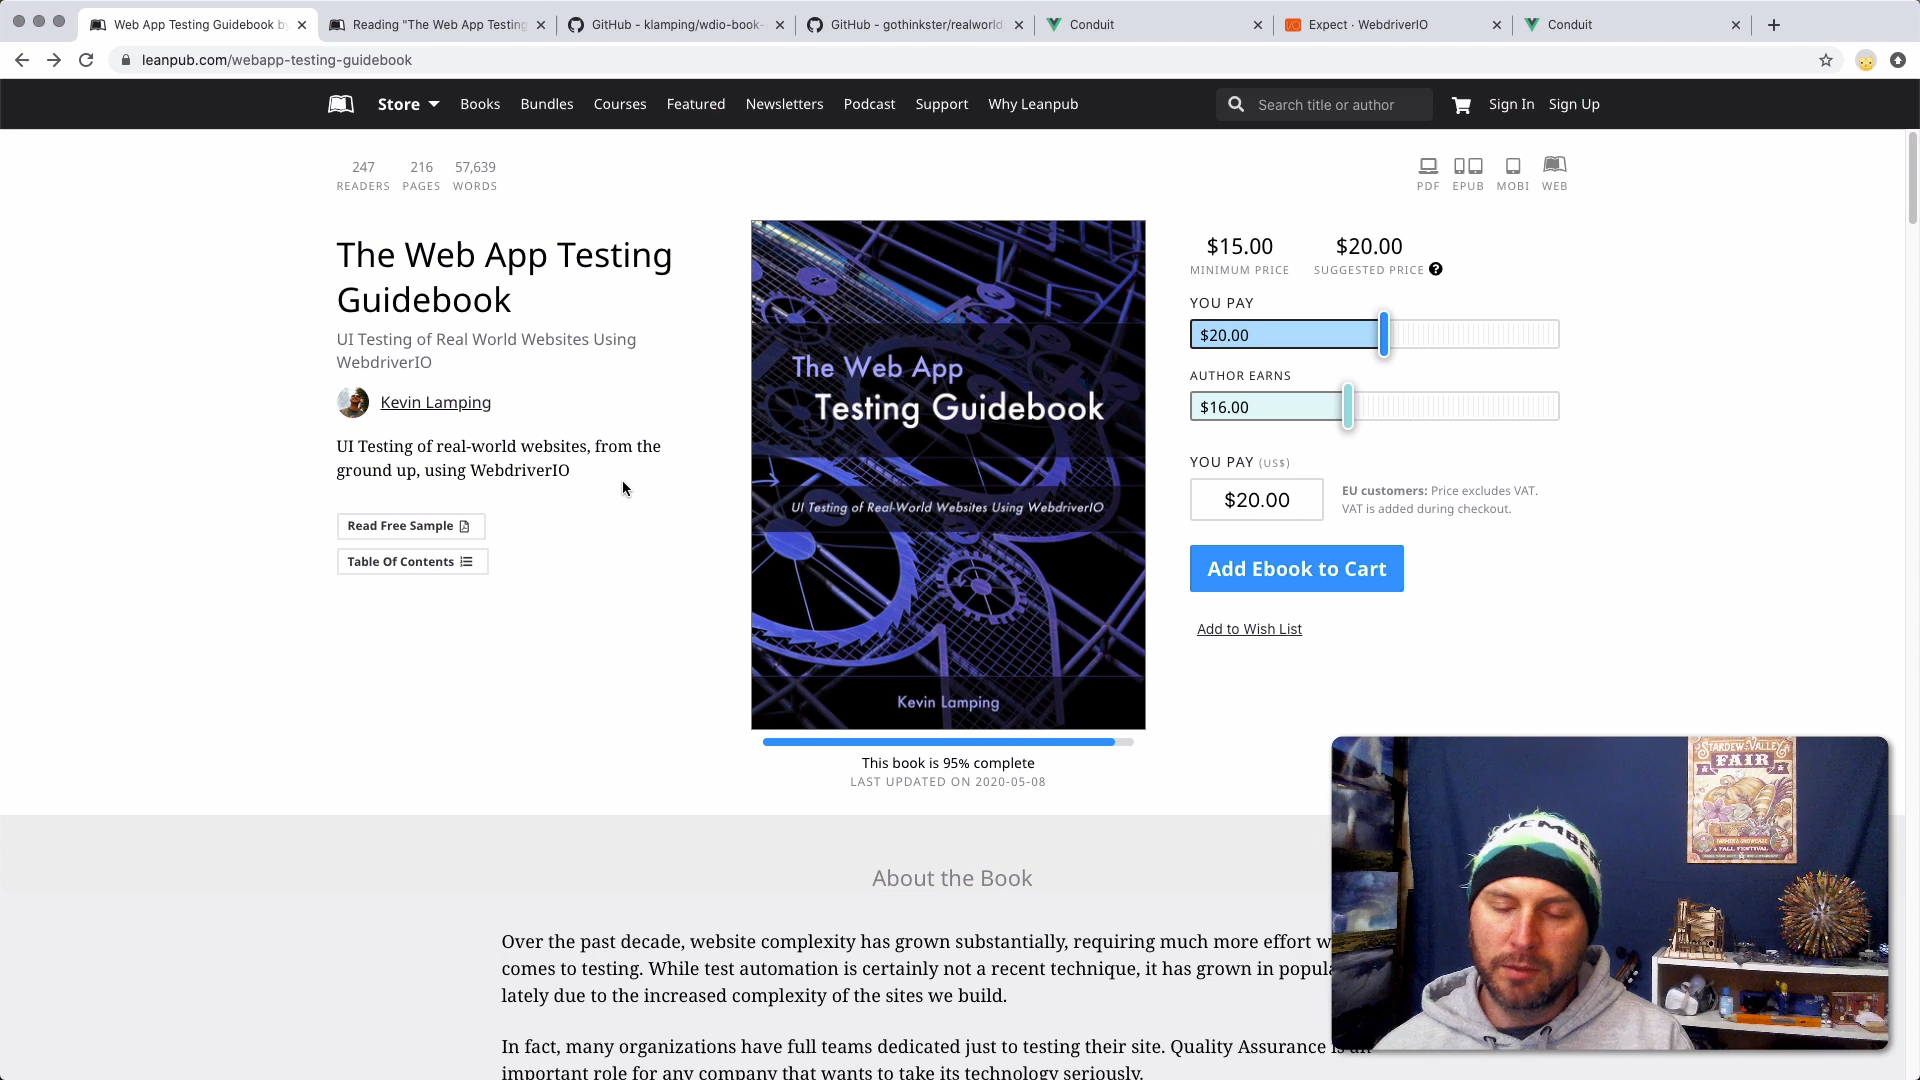 Web App Testing Guidebook by
Reading "The Web App Testing
GitHub - klamping/wdio-book-
GitHub - gothinkster/realworld
Conduit
Expect · WebdriverIO
Conduit
leanpub.com/webapp-testing-guidebook
Store
Books
Bundles
Courses
Featured
Newsletters
Podcast
Support
Why Leanpub
Search title or author
Sign In
Sign Up
247
READERS
216
PAGES
57,639
WORDS
PDF
EPUB
MOBI
WEB
The Web App Testing
Guidebook
UI Testing of Real World Websites Using
WebdriverIO
Kevin Lamping
UI Testing of real-world websites, from the
ground up, using WebdriverIO
Read Free Sample
Table Of Contents
The Web App
Testing Guidebook
UI Testing of Real-World Websites Using WebdriverIO
Kevin Lamping
This book is 95% complete
LAST UPDATED ON 2020-05-08
$15.00
MINIMUM PRICE
$20.00
SUGGESTED PRICE
YOU PAY
$20.00
AUTHOR EARNS
$16.00
YOU PAY (US$)
$20.00
EU customers: Price excludes VAT.
VAT is added during checkout.
Add Ebook to Cart
Add to Wish List
About the Book
Over the past decade, website complexity has grown substantially, requiring much more effort
comes to testing. While test automation is certainly not a recent technique, it has grown in
lately due to the increased complexity of the sites we build.
In fact, many organizations have full teams dedicated just to testing their site. Quality Assurance
important role for any company that wants to take its technology seriously.
STARDEW VALLEY
FAIR